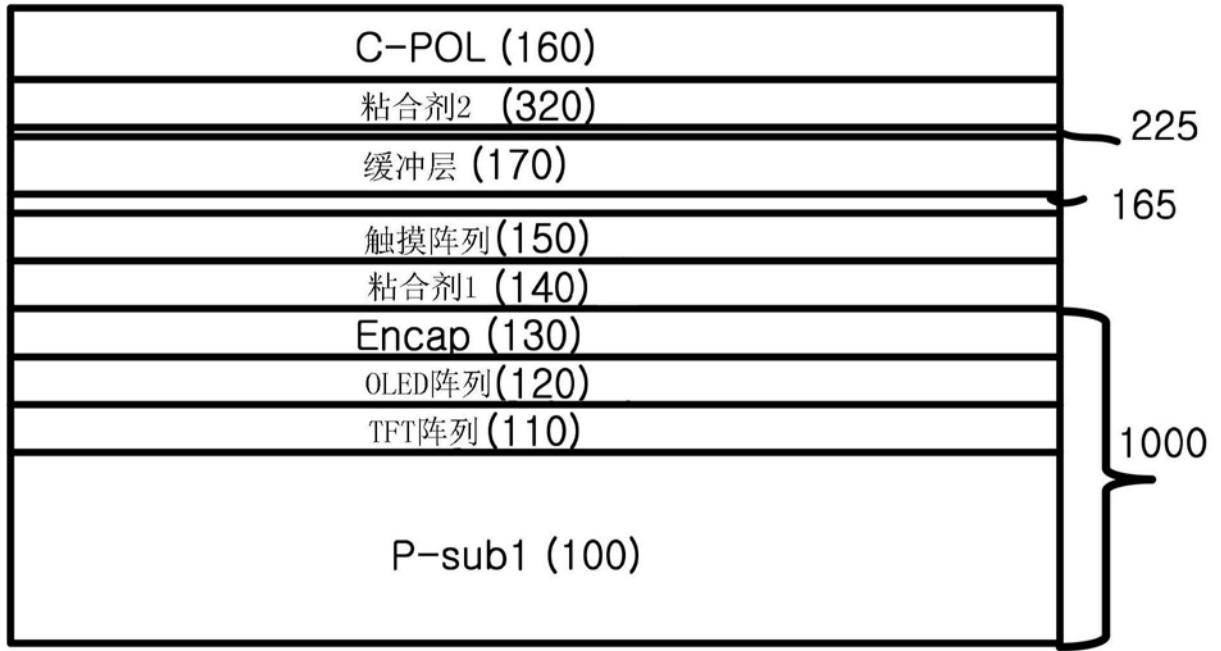 C-POL (160)
粘合剂2 (320)
225
缓冲层 (170)
165
触摸阵列(150)
粘合剂1 (140)
Encap (130)
OLED阵列(120)
TFT阵列(110)
1000
P-sub1 (100)